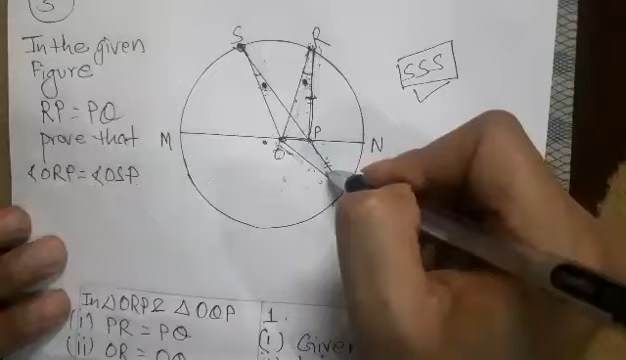 3
In the given
Figure
RP = PQ
prove that
∠ORP = ∠OSP
S
R
M
O
P
N
SSS
In △ORP & △OQP
(i) PR = PQ
(ii) OR = OQ
1.
(i) Given